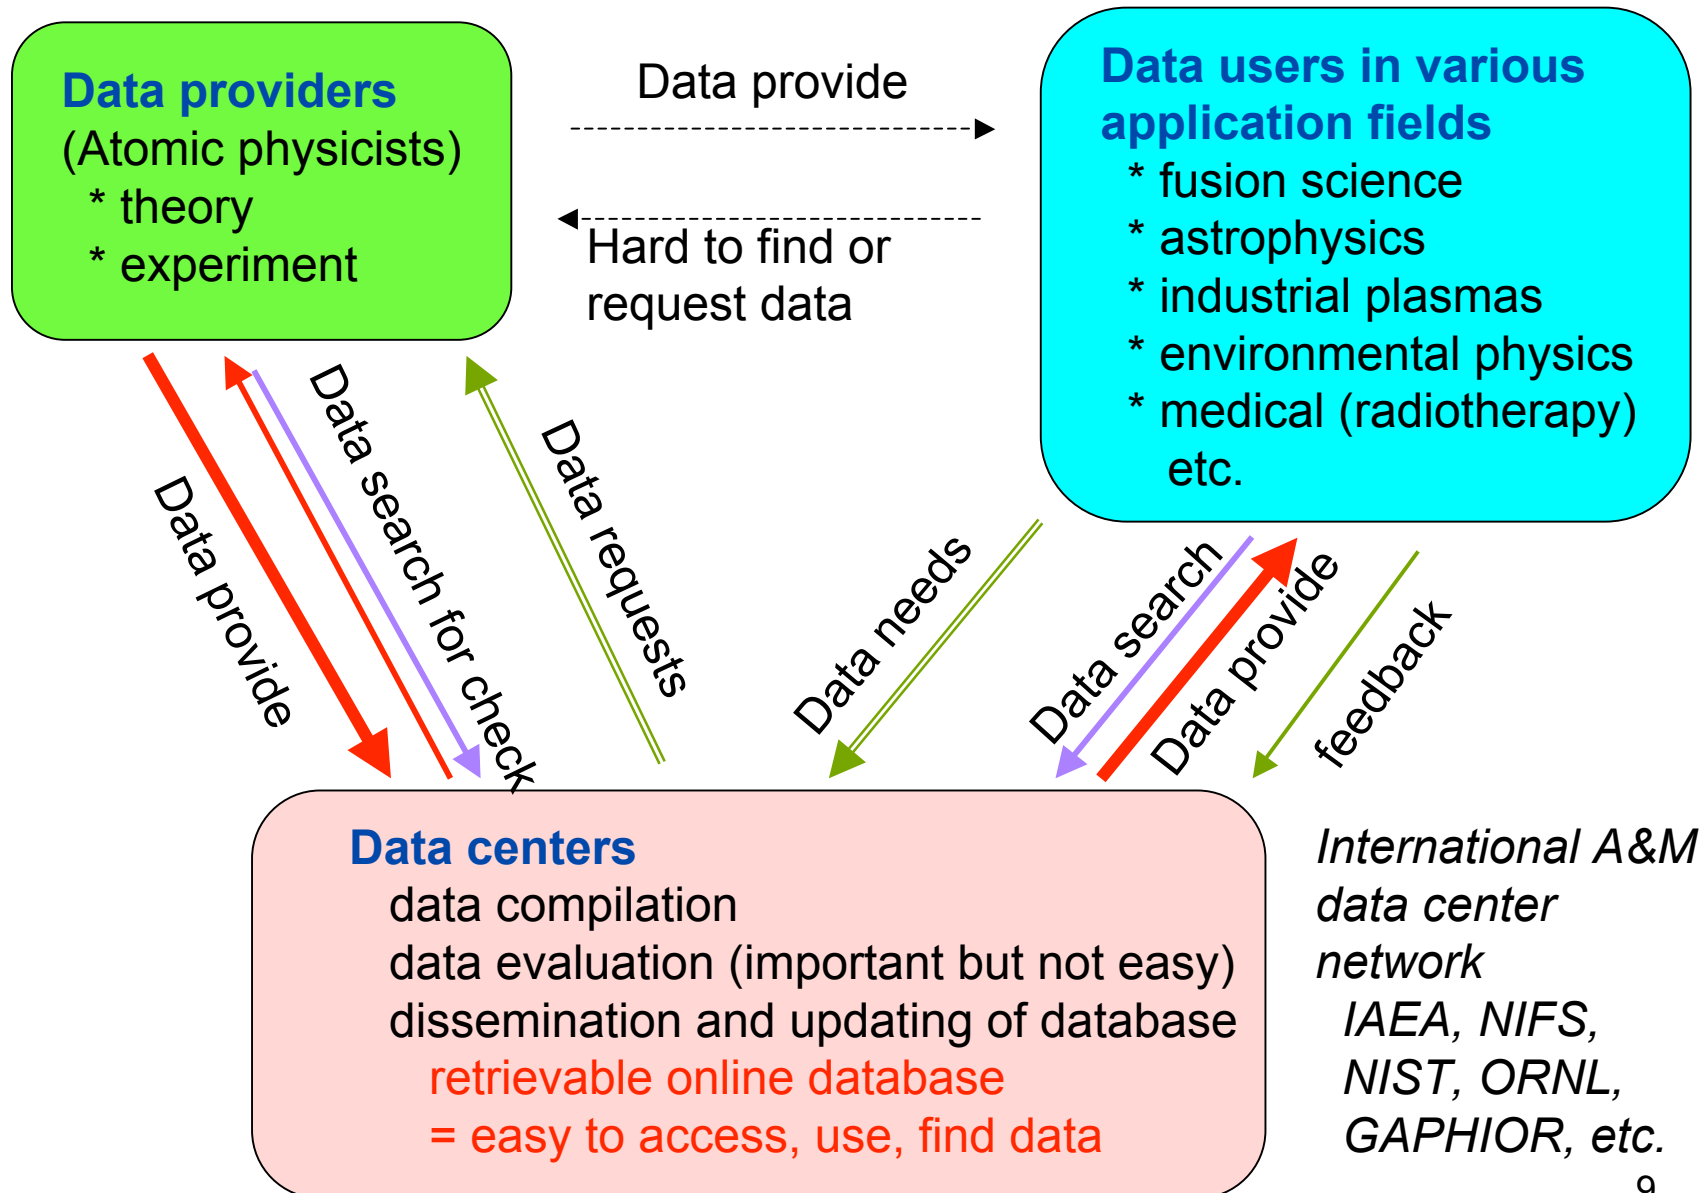 Data providers
(Atomic physicists)
* theory
* experiment
Data provide
Hard to find or
request data
Data users in various
application fields
* fusion science
* astrophysics
* industrial plasmas
* environmental physics
* medical (radiotherapy)
etc.
Data provide
Data search for check
Data requests
Data needs
Data search
Data provide
feedback
Data centers
data compilation
data evaluation (important but not easy)
dissemination and updating of database
retrievable online database
= easy to access, use, find data
International A&M
data center
network
IAEA, NIFS,
NIST, ORNL,
GAPHIOR, etc.
9